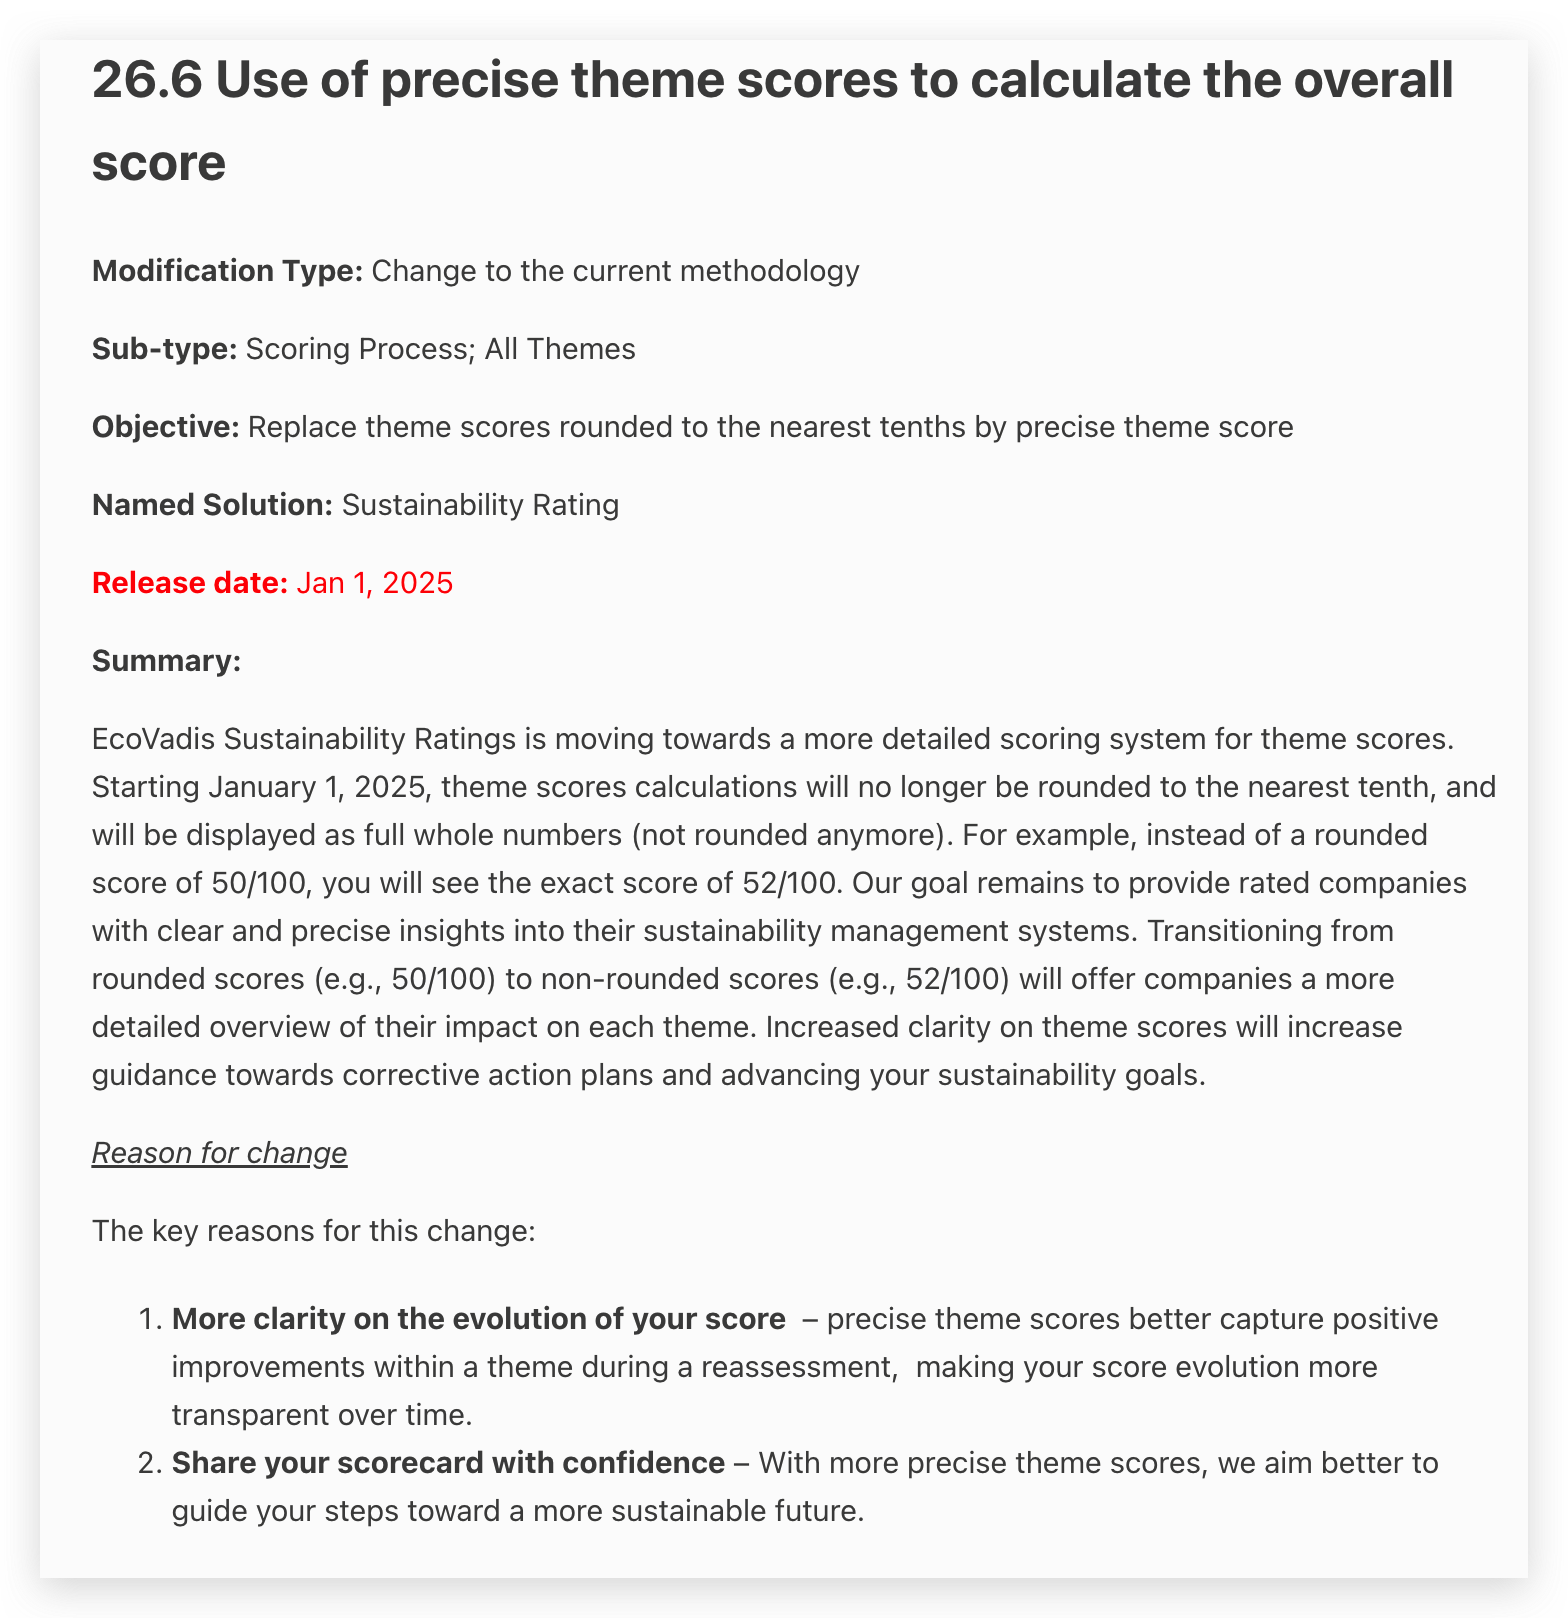 26.6 Use of precise theme scores to calculate the overall
score
Modification Type: Change to the current methodology
Sub-type: Scoring Process; All Themes
Objective: Replace theme scores rounded to the nearest tenths by precise theme score
Named Solution: Sustainability Rating
Release date: Jan 1, 2025
Summary:
EcoVadis Sustainability Ratings is moving towards a more detailed scoring system for theme scores.
Starting January 1, 2025, theme scores calculations will no longer be rounded to the nearest tenth, and
will be displayed as full whole numbers (not rounded anymore). For example, instead of a rounded
score of 50/100, you will see the exact score of 52/100. Our goal remains to provide rated companies
with clear and precise insights into their sustainability management systems. Transitioning from
rounded scores (e.g., 50/100) to non-rounded scores (e.g., 52/100) will offer companies a more
detailed overview of their impact on each theme. Increased clarity on theme scores will increase
guidance towards corrective action plans and advancing your sustainability goals.
Reason for change
The key reasons for this change:
1. More clarity on the evolution of your score – precise theme scores better capture positive
improvements within a theme during a reassessment, making your score evolution more
transparent over time.
2. Share your scorecard with confidence – With more precise theme scores, we aim better to
guide your steps toward a more sustainable future.